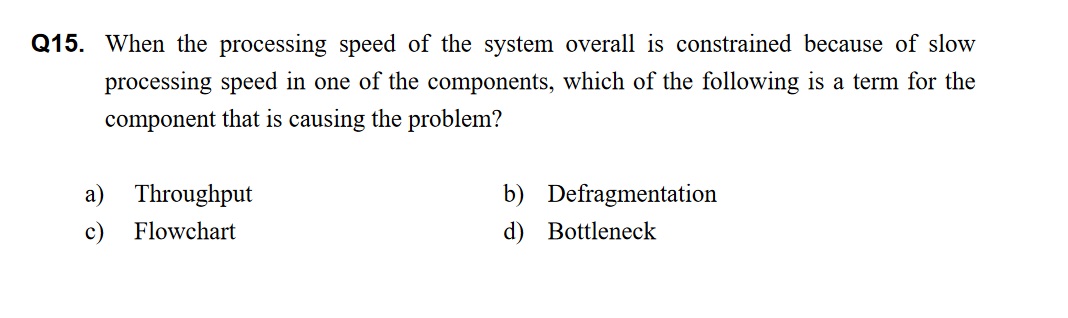 Q15. When the processing speed of the system overall is constrained because of slow
processing speed in one of the components, which of the following is a term for the
component that is causing the problem?
a) Throughput b) Defragmentation
c) Flowchart d) Bottleneck